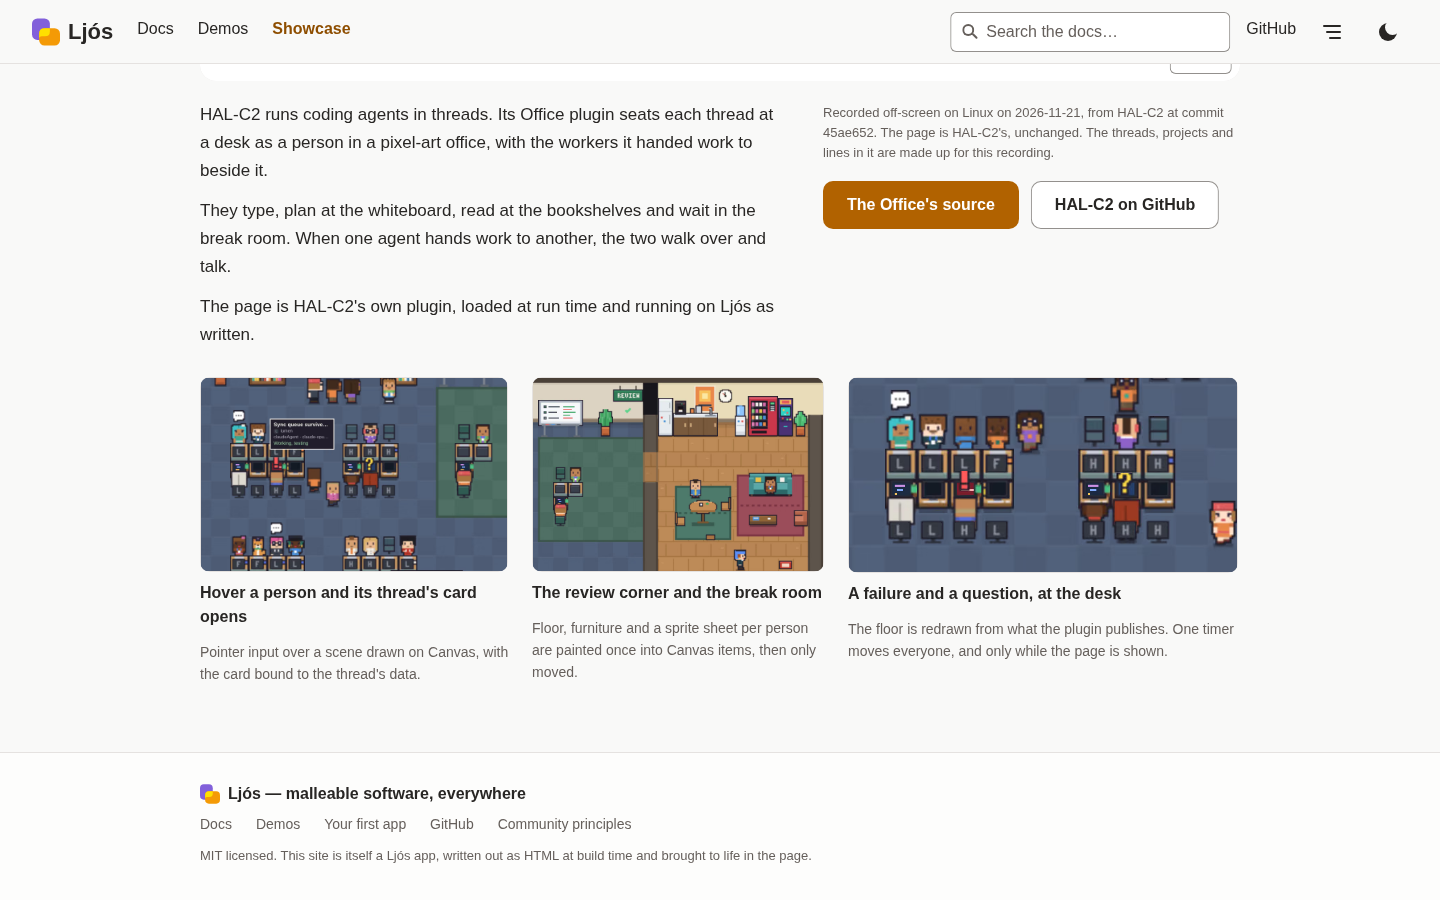 Ljós
Docs
Demos
Showcase
Search the docs…
GitHub
HAL-C2 runs coding agents in threads. Its Office plugin seats each thread at
a desk as a person in a pixel-art office, with the workers it handed work to
beside it.
They type, plan at the whiteboard, read at the bookshelves and wait in the
break room. When one agent hands work to another, the two walk over and
talk.
The page is HAL-C2's own plugin, loaded at run time and running on Ljós as
written.
Recorded off-screen on Linux on 2026-11-21, from HAL-C2 at commit
45ae652. The page is HAL-C2's, unchanged. The threads, projects and
lines in it are made up for this recording.
The Office's source
HAL-C2 on GitHub
Sync queue survive...
Working, testing
REVIEW
Hover a person and its thread's card
opens
Pointer input over a scene drawn on Canvas, with
the card bound to the thread's data.
The review corner and the break room
Floor, furniture and a sprite sheet per person
are painted once into Canvas items, then only
moved.
L L L F H H H
?
L L H L H H H
A failure and a question, at the desk
The floor is redrawn from what the plugin publishes. One timer
moves everyone, and only while the page is shown.
Ljós — malleable software, everywhere
Docs
Demos
Your first app
GitHub
Community principles
MIT licensed. This site is itself a Ljós app, written out as HTML at build time and brought to life in the page.